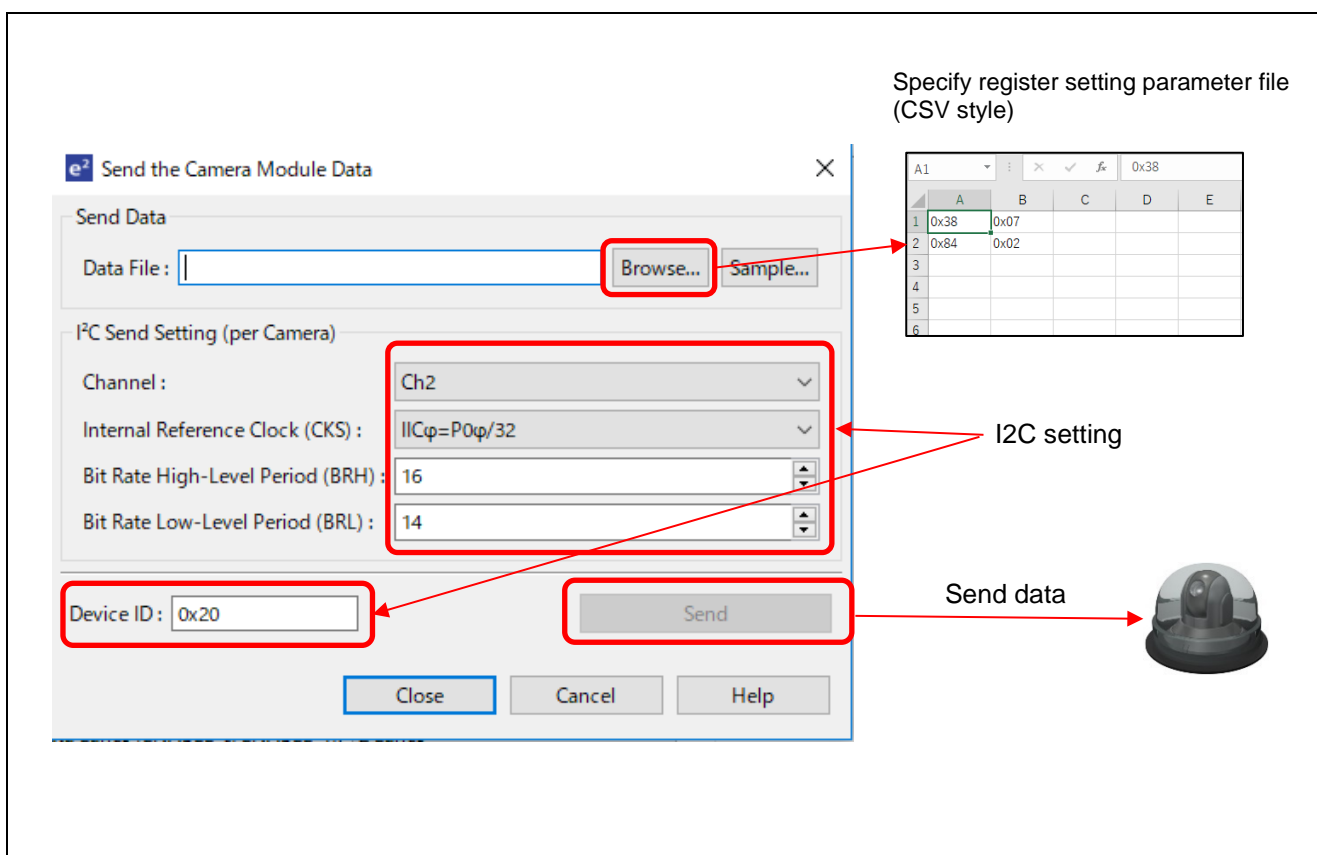 Specify register setting parameter file
(CSV style)
e² Send the Camera Module Data
Send Data
Data File :
Browse...
Sample...
A1
fx
0x38
A B C D E
1 0x38 0x07
2 0x84 0x02
3
4
5
6
I²C Send Setting (per Camera)
Channel : Ch2
Internal Reference Clock (CKS) : IICφ=P0φ/32
Bit Rate High-Level Period (BRH) : 16
Bit Rate Low-Level Period (BRL) : 14
I2C setting
Device ID : 0x20
Send
Send data
Close
Cancel
Help